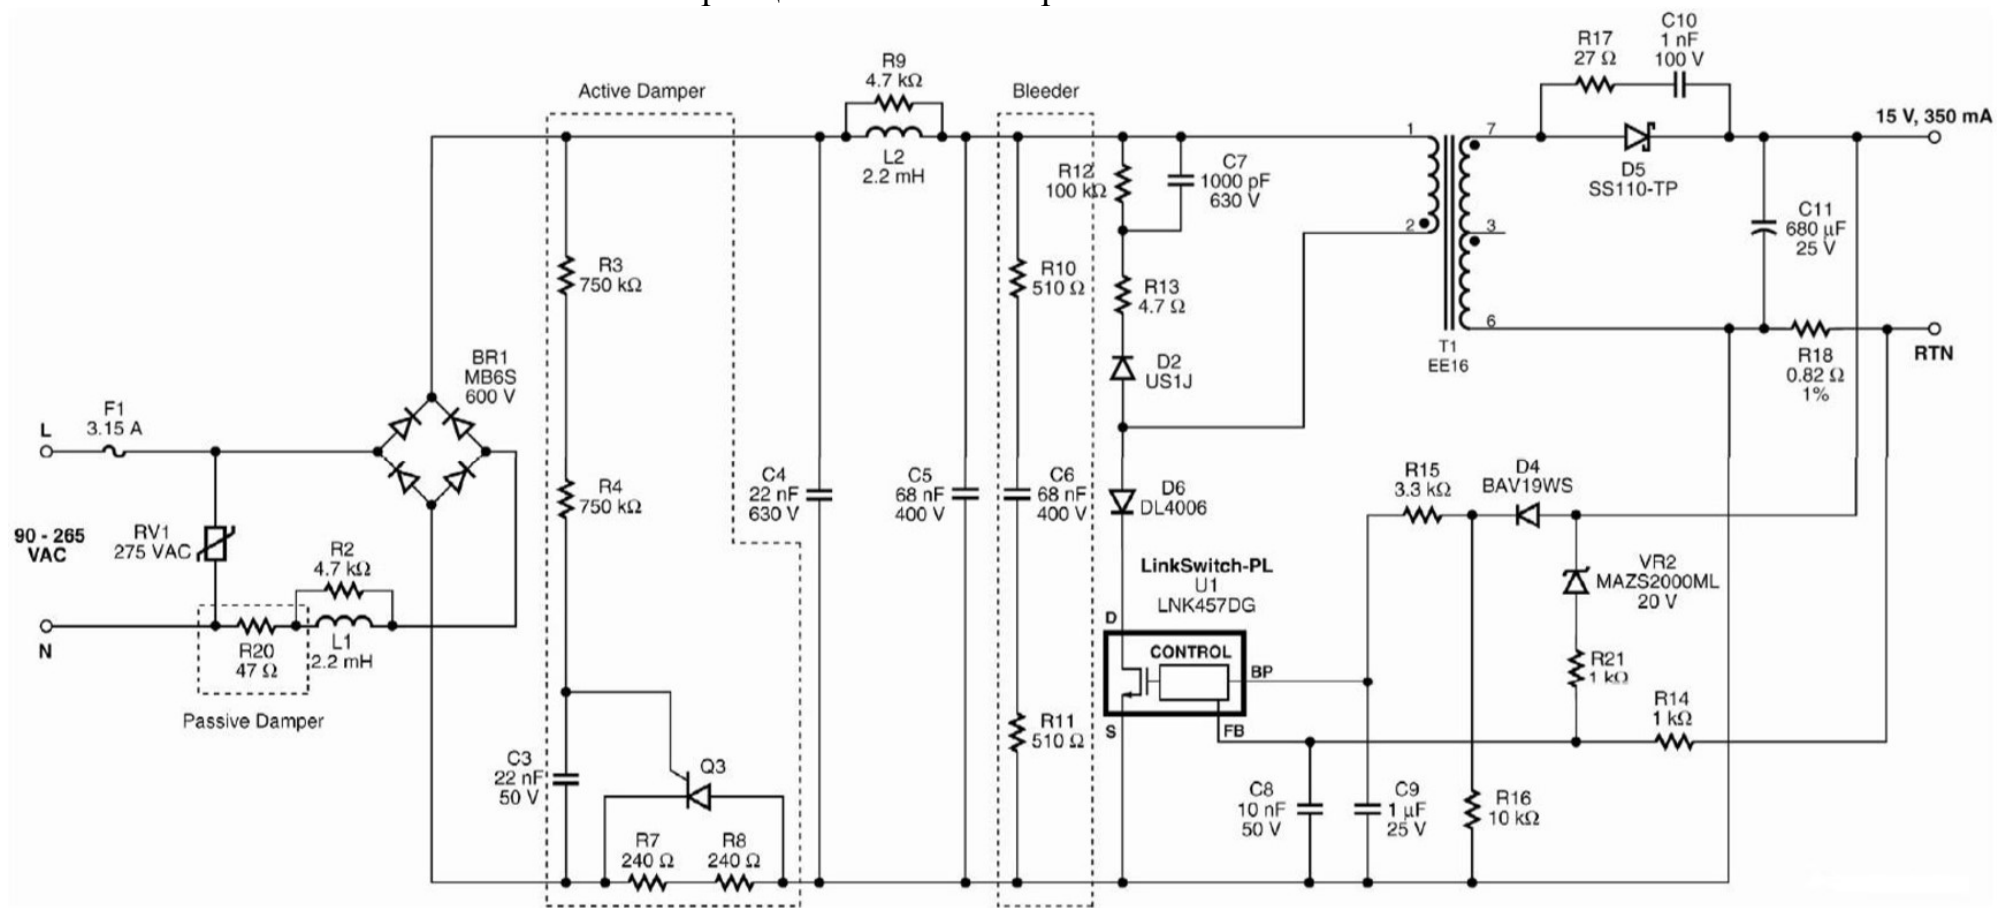 Active Damper
R9
4.7 kΩ
L2
2.2 mH
Bleeder
R17
27 Ω
C10
1 nF
100 V
15 V, 350 mA
1
7
R12
100 kΩ
C7
1000 pF
630 V
D5
SS110-TP
2
3
C11
680 µF
25 V
R3
750 kΩ
R10
510 Ω
R13
4.7 Ω
6
T1
EE16
RTN
R18
0.82 Ω
1%
D2
US1J
BR1
MB6S
600 V
F1
3.15 A
L
R4
750 kΩ
C4
22 nF
630 V
C5
68 nF
400 V
C6
68 nF
400 V
D6
DL4006
R15
3.3 kΩ
D4
BAV19WS
90 - 265
VAC
RV1
275 VAC
R2
4.7 kΩ
LinkSwitch-PL
U1
LNK457DG
VR2
MAZS2000ML
20 V
D
CONTROL
BP
N
R20
47 Ω
L1
2.2 mH
Passive Damper
R21
1 kΩ
R14
1 kΩ
S
FB
R11
510 Ω
C3
22 nF
50 V
Q3
R7
240 Ω
R8
240 Ω
C8
10 nF
50 V
C9
1 µF
25 V
R16
10 kΩ